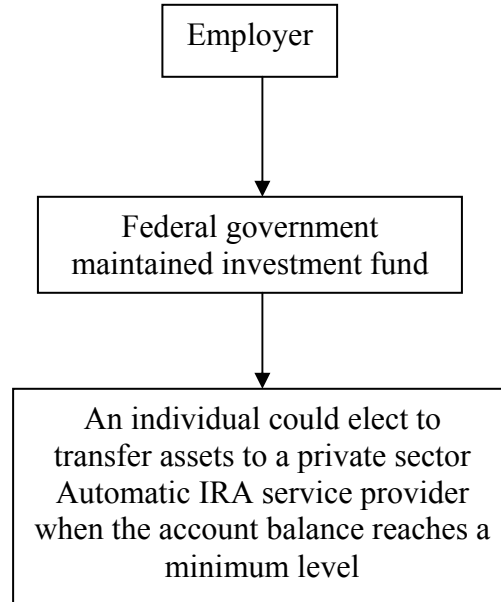 Employer
Federal government
maintained investment fund
An individual could elect to
transfer assets to a private sector
Automatic IRA service provider
when the account balance reaches a
minimum level